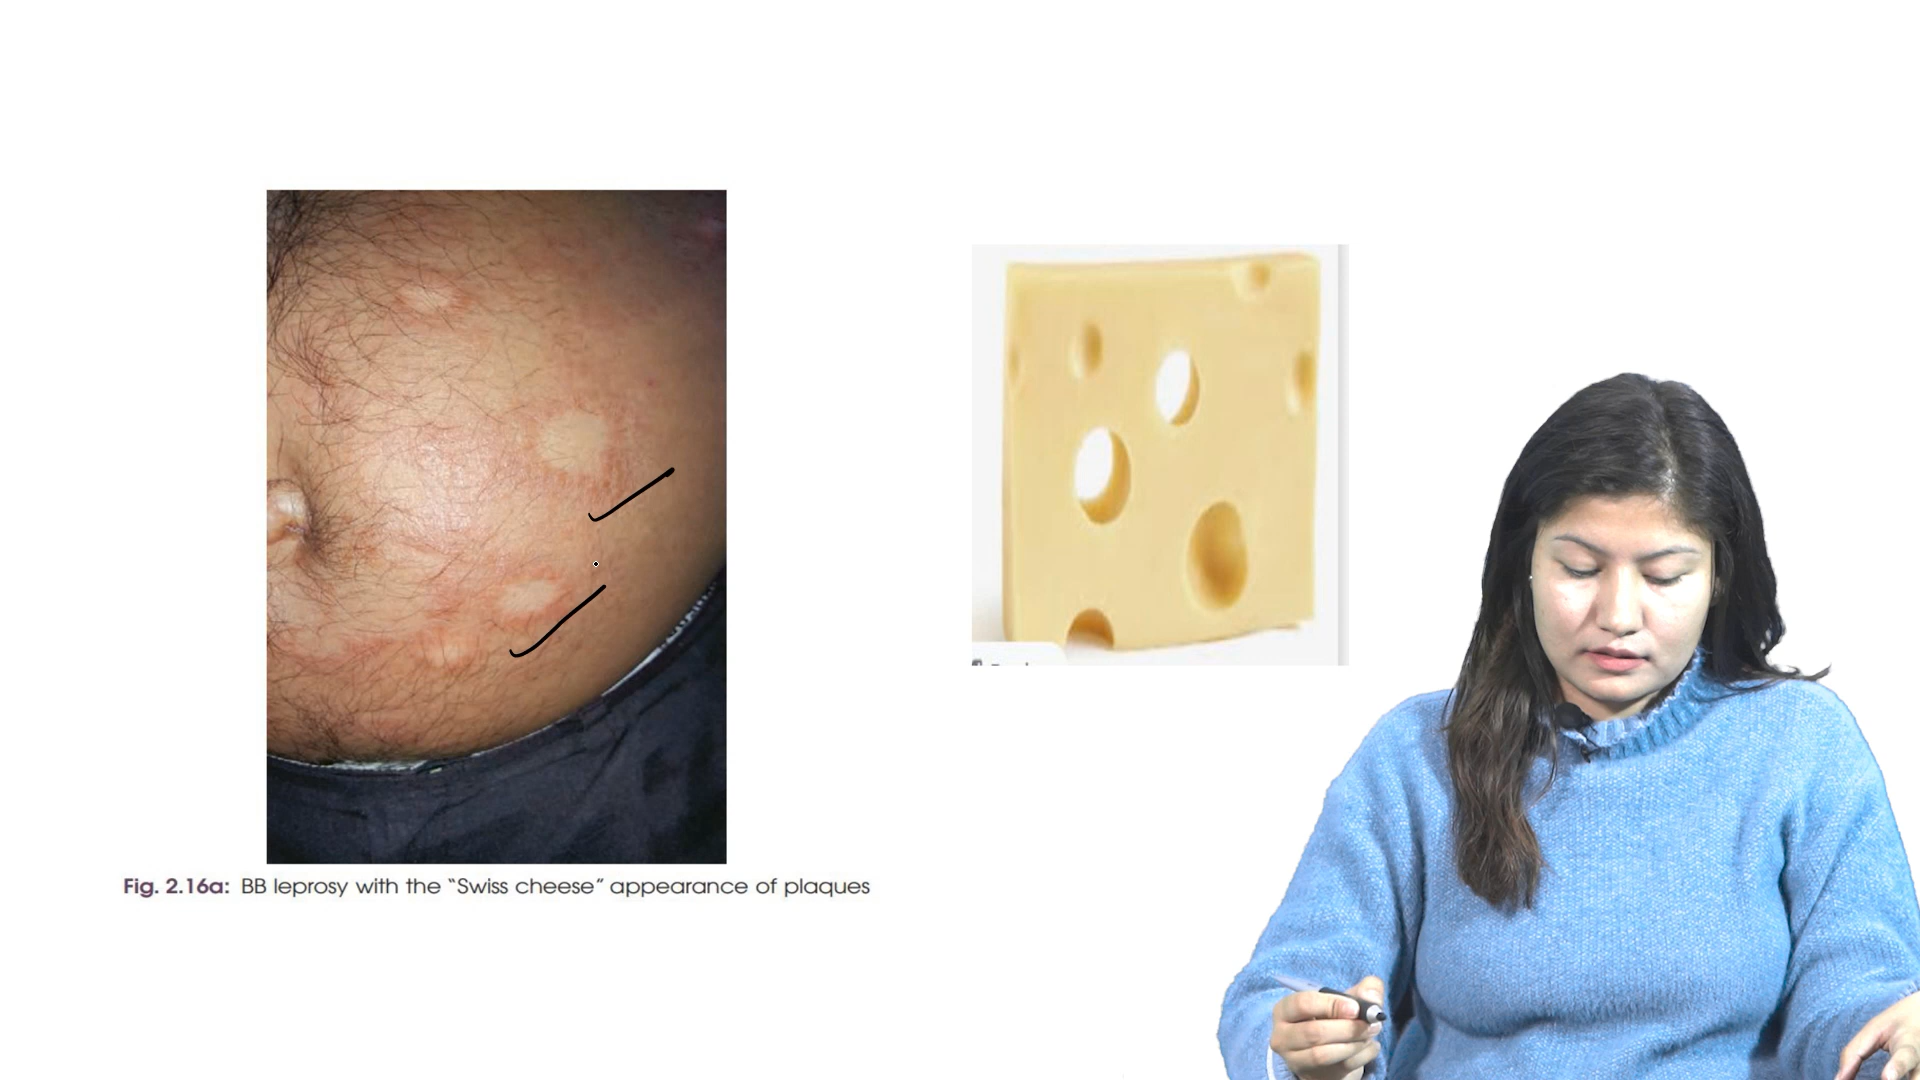 Fig. 2.16a: BB leprosy with the “Swiss cheese” appearance of plaques